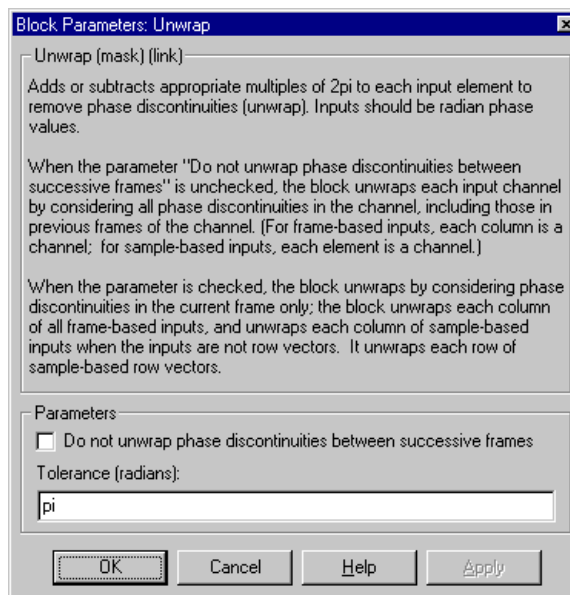 Block Parameters: Unwrap
Unwrap (mask) (link)
Adds or subtracts appropriate multiples of 2pi to each input element to
remove phase discontinuities (unwrap). Inputs should be radian phase
values.
When the parameter "Do not unwrap phase discontinuities between
successive frames" is unchecked, the block unwraps each input channel
by considering all phase discontinuities in the channel, including those in
previous frames of the channel. (For frame-based inputs, each column is a
channel; for sample-based inputs, each element is a channel.)
When the parameter is checked, the block unwraps by considering phase
discontinuities in the current frame only; the block unwraps each column
of all frame-based inputs, and unwraps each column of sample-based
inputs when the inputs are not row vectors. It unwraps each row of
sample-based row vectors.
Parameters
Do not unwrap phase discontinuities between successive frames
Tolerance (radians):
pi
OK Cancel Help Apply